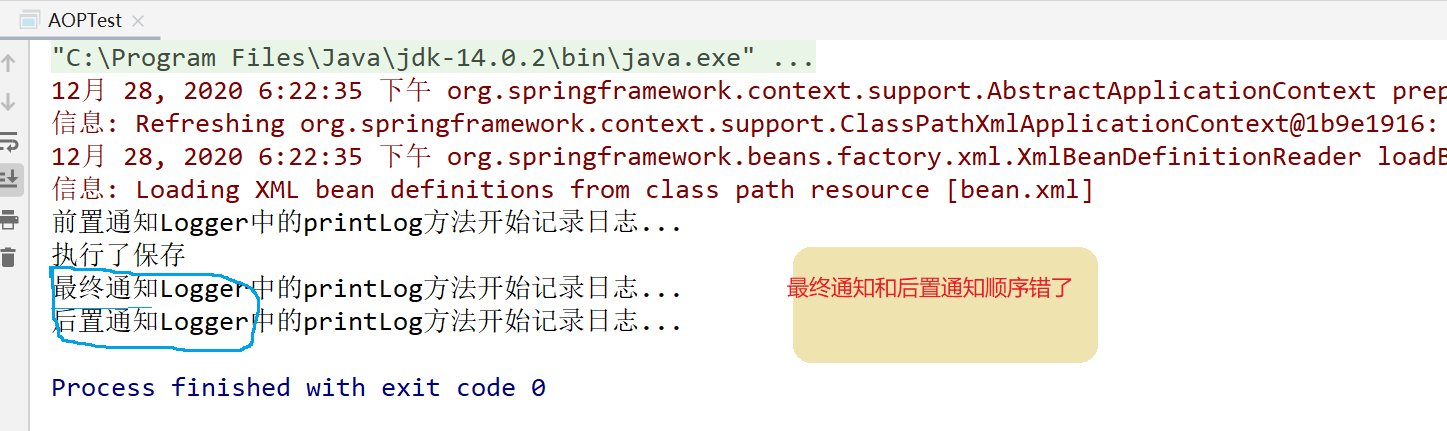 AOPTest
"C:\Program Files\Java\jdk-14.0.2\bin\java.exe" ...
12月 28, 2020 6:22:35 下午 org.springframework.context.support.AbstractApplicationContext prep
信息: Refreshing org.springframework.context.support.ClassPathXmlApplicationContext@1b9e1916:
12月 28, 2020 6:22:35 下午 org.springframework.beans.factory.xml.XmlBeanDefinitionReader loadB
信息: Loading XML bean definitions from class path resource [bean.xml]
前置通知Logger中的printLog方法开始记录日志...
执行了保存
最终通知Logger中的printLog方法开始记录日志...
最终通知和后置通知顺序错了
后置通知Logger中的printLog方法开始记录日志...
Process finished with exit code 0